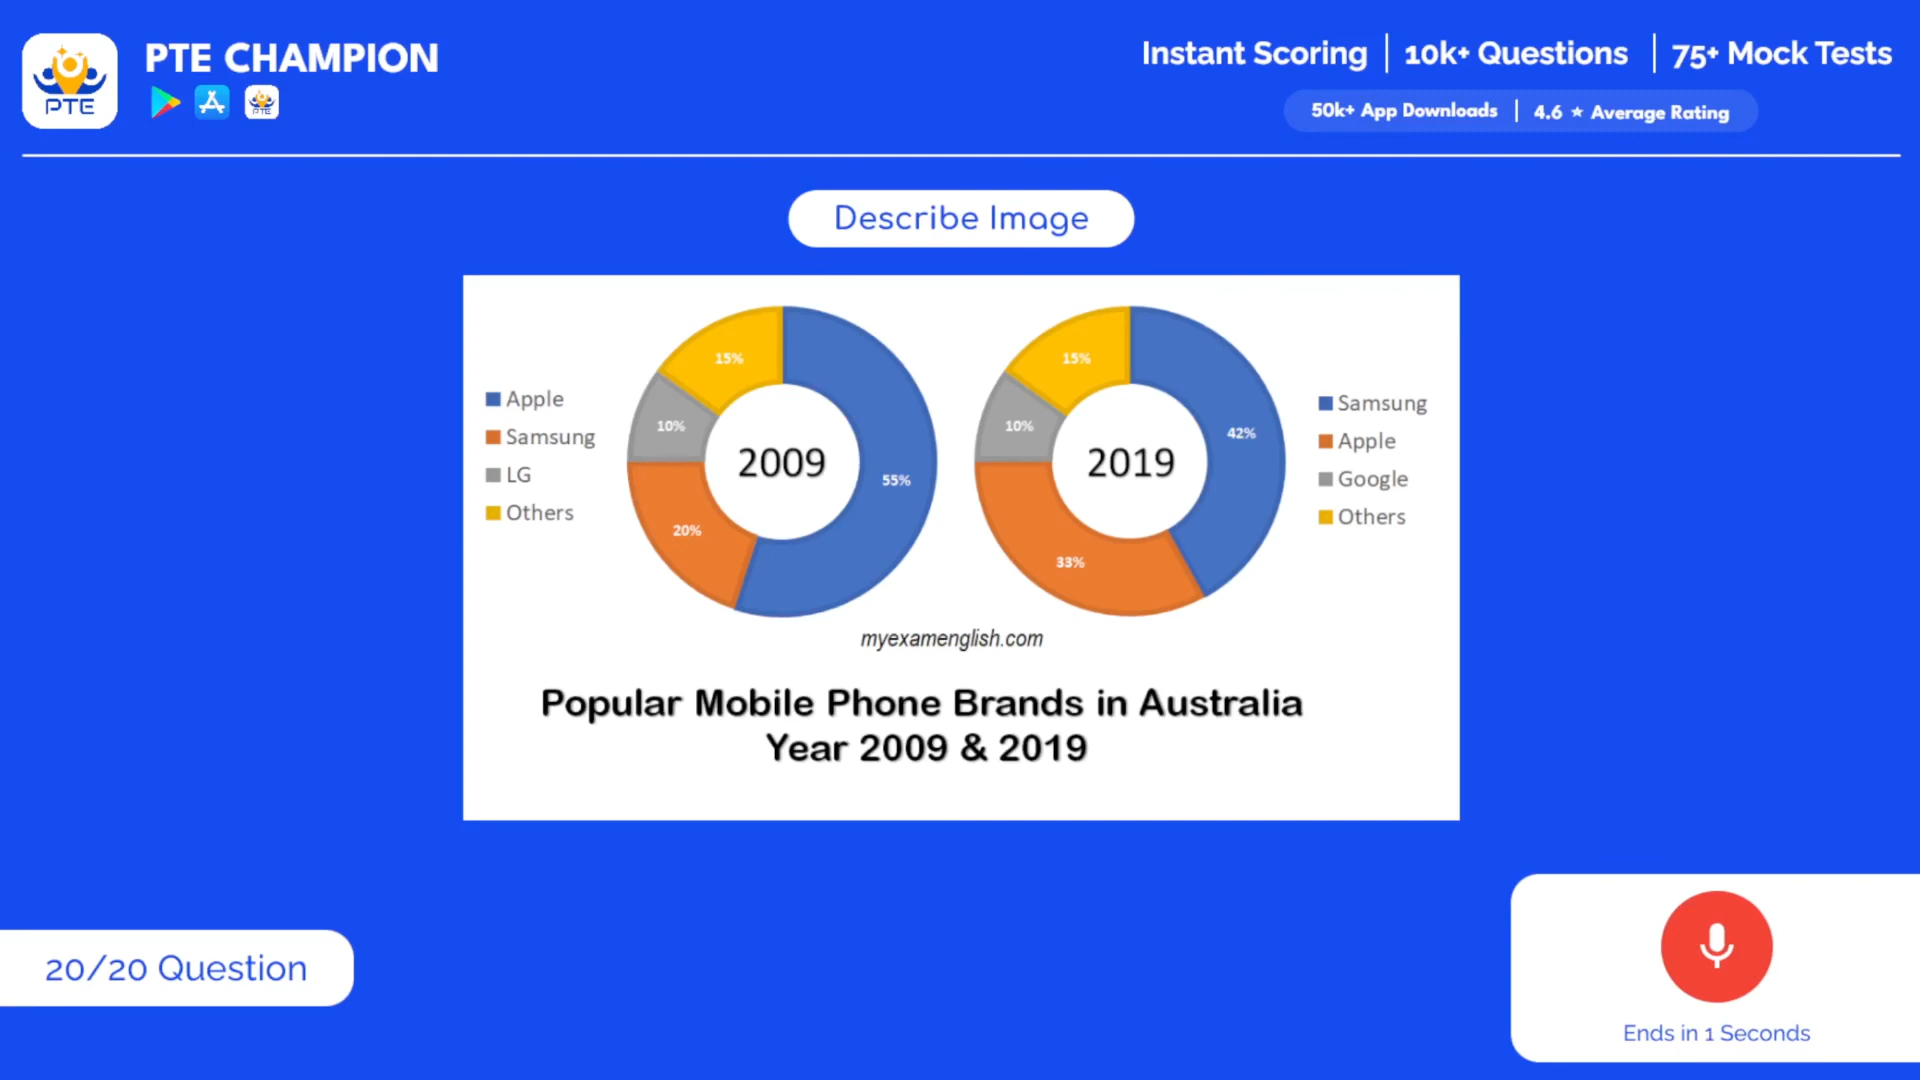 PTE CHAMPION
PTE
PTE
Instant Scoring | 10k+ Questions | 75+ Mock Tests
50k+ App Downloads | 4.6 ★ Average Rating
Describe Image
Apple
Samsung
LG
Others
15%
10%
20%
55%
2009
15%
10%
33%
42%
2019
Samsung
Apple
Google
Others
myexamenglish.com
Popular Mobile Phone Brands in Australia
Year 2009 & 2019
20/20 Question
Ends in 1 Seconds